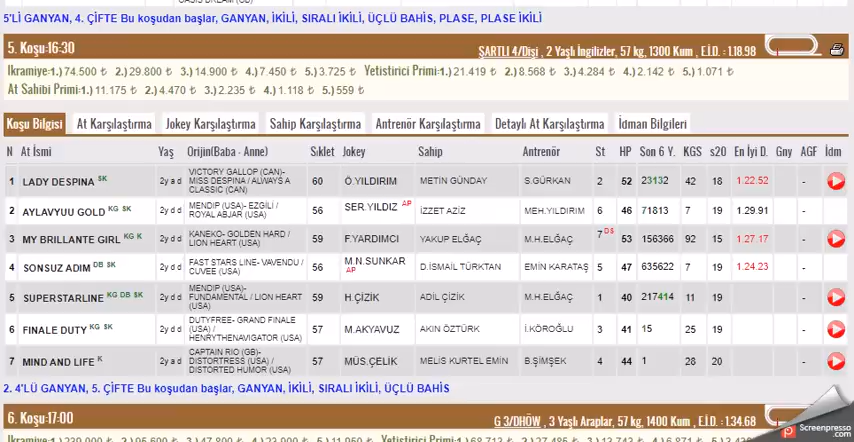 5'Lİ GANYAN, 4. ÇİFTE Bu koşudan başlar, GANYAN, İKİLİ, SIRALI İKİLİ, ÜÇLÜ BAHİS, PLASE, PLASE İKİLİ
5. Koşu:16:30 ŞARTLI 4/Dişi , 2 Yaşlı İngilizler, 57 kg, 1300 Kum , E.İ.D. : 1.18.98
Ikramiye:1.) 74.500 ₺ 2.) 29.800 ₺ 3.) 14.900 ₺ 4.) 7.450 ₺ 5.) 3.725 ₺ Yetistirici Primi:1.) 21.419 ₺ 2.) 8.568 ₺ 3.) 4.284 ₺ 4.) 2.142 ₺ 5.) 1.071 ₺
At Sahibi Primi:1.) 11.175 ₺ 2.) 4.470 ₺ 3.) 2.235 ₺ 4.) 1.118 ₺ 5.) 559 ₺
Koşu Bilgisi At Karşılaştırma Jokey Karşılaştırma Sahip Karşılaştırma Antrenör Karşılaştırma Detaylı At Karşılaştırma İdman Bilgileri
N At İsmi Yaş Orijin(Baba - Anne) Sıklet Jokey Sahip Antrenör St HP Son 6 Y. KGS s20 En İyi D. Gny AGF İdm
1 LADY DESPINA SK 2y a d VICTORY GALLOP (CAN)- MISS DESPINA / ALWAYS A CLASSIC (CAN) 60 Ö.YILDIRIM METİN GÜNDAY S.GÜRKAN 2 52 23132 42 18 1.22.52 -
2 AYLAVYUU GOLD KG SK 2y d d MENDIP (USA)- EZGİLİ / ROYAL ABJAR (USA) 56 SER.YILDIZ AP İZZET AZİZ MEH.YILDIRIM 6 46 71813 7 19 1.29.91 -
3 MY BRILLANTE GIRL KG K 2y d d KANEKO- GOLDEN HARD / LION HEART (USA) 59 F.YARDIMCI YAKUP ELĞAÇ M.H.ELĞAÇ 7 DS 53 156366 92 15 1.27.17 -
4 SONSUZ ADIM DB SK 2y d d FAST STARS LINE- VAVENDU / CUVEE (USA) 56 M.N.SUNKAR AP D.İSMAİL TÜRKTAN EMİN KARATAŞ 5 47 635622 7 19 1.24.23 -
5 SUPERSTARLINE KG DB SK 2y d d MENDIP (USA)- FUNDAMENTAL / LION HEART (USA) 59 H.ÇİZİK ADİL ÇİZİK M.H.ELĞAÇ 1 40 217414 11 19 -
6 FINALE DUTY KG SK 2y d d DUTYFREE- GRAND FINALE (USA) / HENRYTHENAVIGATOR (USA) 57 M.AKYAVUZ AKIN ÖZTÜRK İ.KÖROĞLU 3 41 15 25 19 -
7 MIND AND LIFE K 2y a d CAPTAIN RIO (GB)- DISTORTRESS (USA) / DISTORTED HUMOR (USA) 57 MÜS.ÇELİK MELİS KURTEL EMİN B.ŞİMŞEK 4 44 1 28 20 -
2. 4'LÜ GANYAN, 5. ÇİFTE Bu koşudan başlar, GANYAN, İKİLİ, SIRALI İKİLİ, ÜÇLÜ BAHİS
6. Koşu:17:00 G 3/DHÖW , 3 Yaşlı Araplar, 57 kg, 1400 Kum , E.İ.D. : 1.34.68
Screenpresso
.com